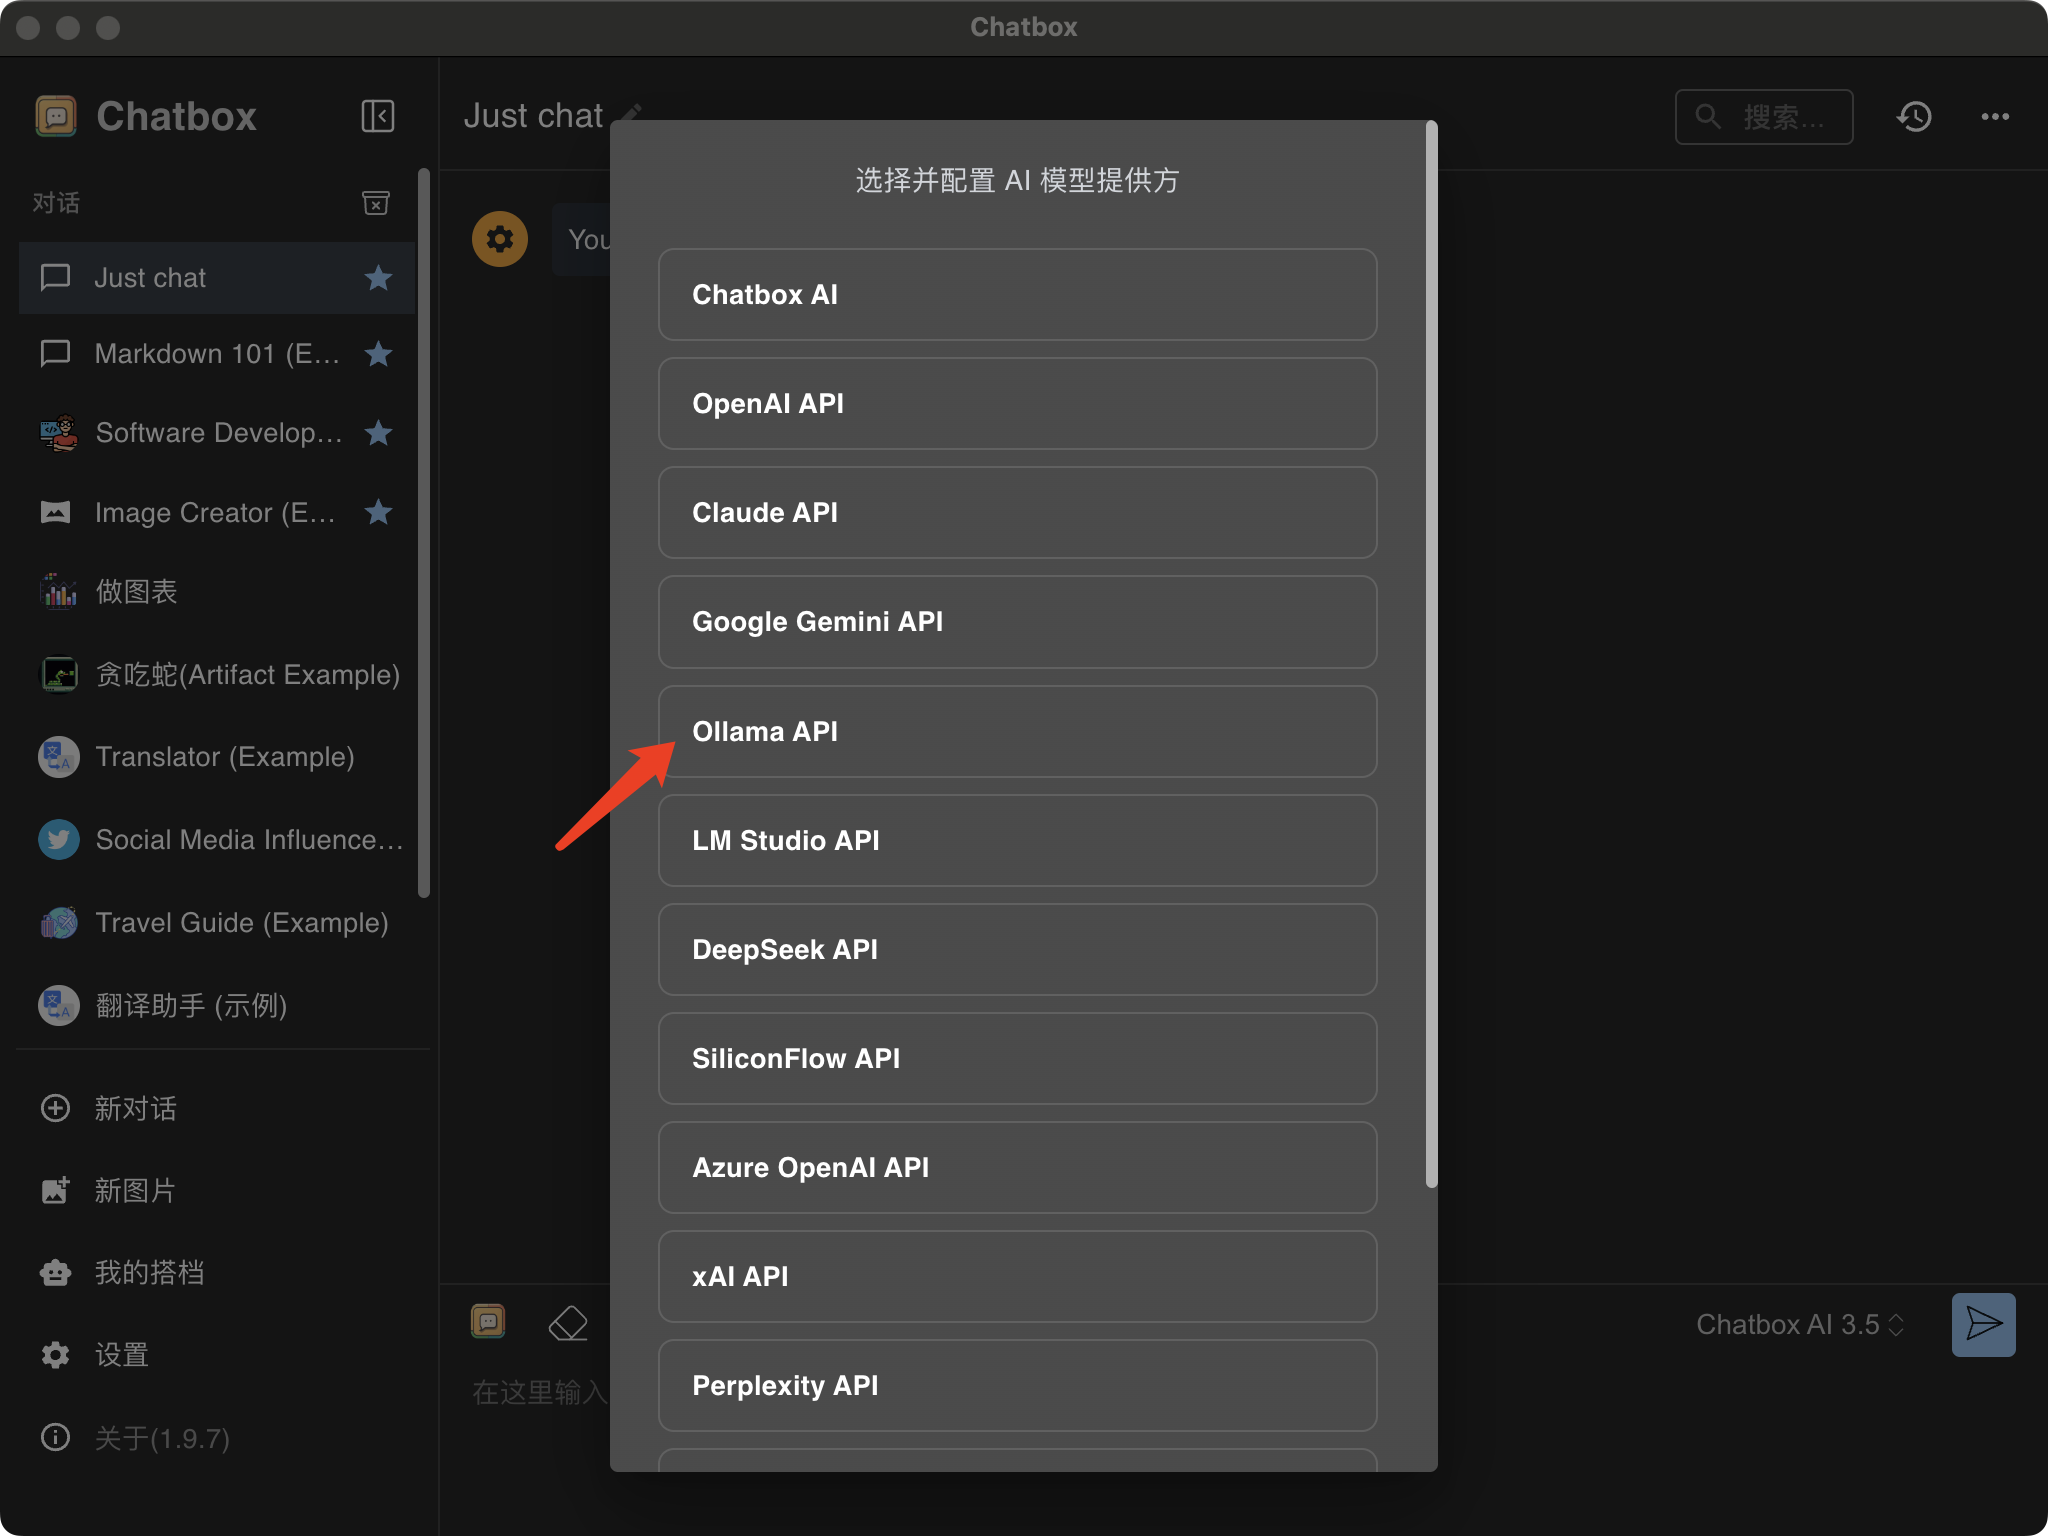 Chatbox
Chatbox
对话
Just chat
Markdown 101 (E...
Software Develop...
Image Creator (E...
做图表
贪吃蛇(Artifact Example)
Translator (Example)
Social Media Influence...
Travel Guide (Example)
翻译助手 (示例)
新对话
新图片
我的搭档
设置
关于(1.9.7)
Just chat
搜索...
You
选择并配置 AI 模型提供方
Chatbox AI
OpenAI API
Claude API
Google Gemini API
Ollama API
LM Studio API
DeepSeek API
SiliconFlow API
Azure OpenAI API
xAI API
Perplexity API
Chatbox AI 3.5
在这里输入